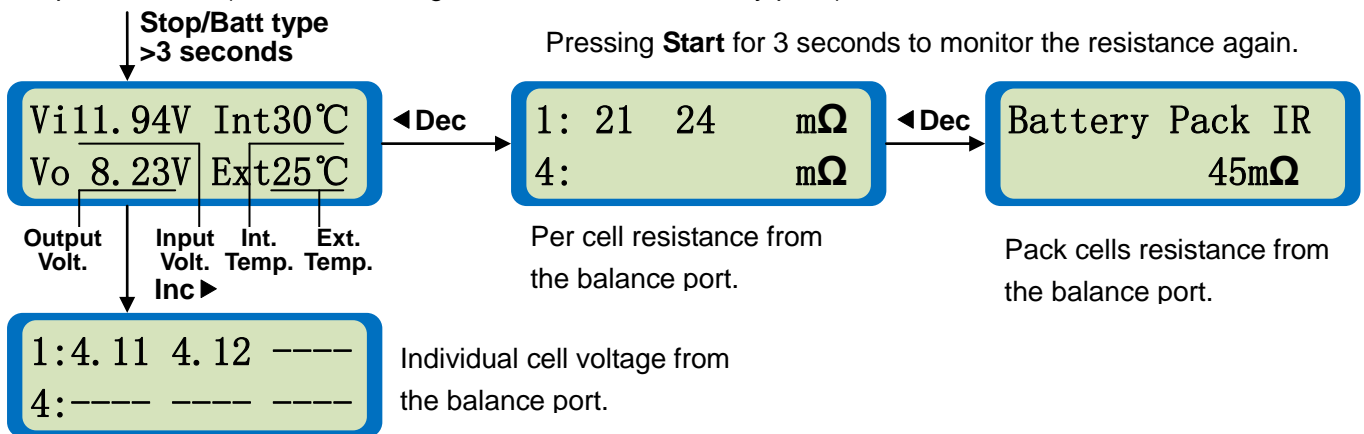 Stop/Batt type
>3 seconds
Pressing Start for 3 seconds to monitor the resistance again.
Vi11.94V Int30℃
Vo 8.23V Ext25℃
◀Dec
1: 21 24 mΩ
4: mΩ
◀Dec
Battery Pack IR
45mΩ
Output Volt.
Input Volt.
Int. Temp.
Ext. Temp.
Inc▶
Per cell resistance from
the balance port.
Pack cells resistance from
the balance port.
1:4.11 4.12 ----
4:---- ---- ----
Individual cell voltage from
the balance port.